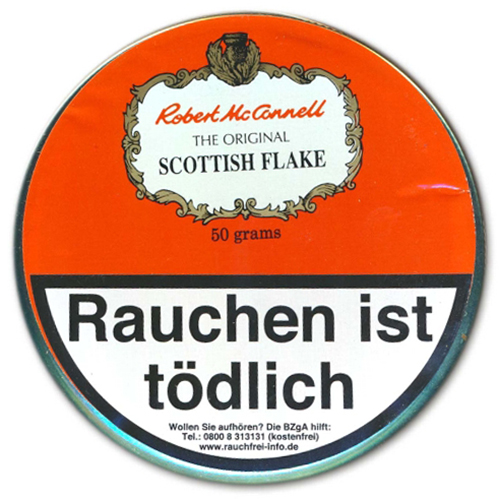 Robert McConnell
THE ORIGINAL
SCOTTISH FLAKE
50 grams
Rauchen ist
tödlich
Wollen Sie aufhören? Die BZgA hilft:
Tel.: 0800 8 313131 (kostenfrei)
www.rauchfrei-info.de